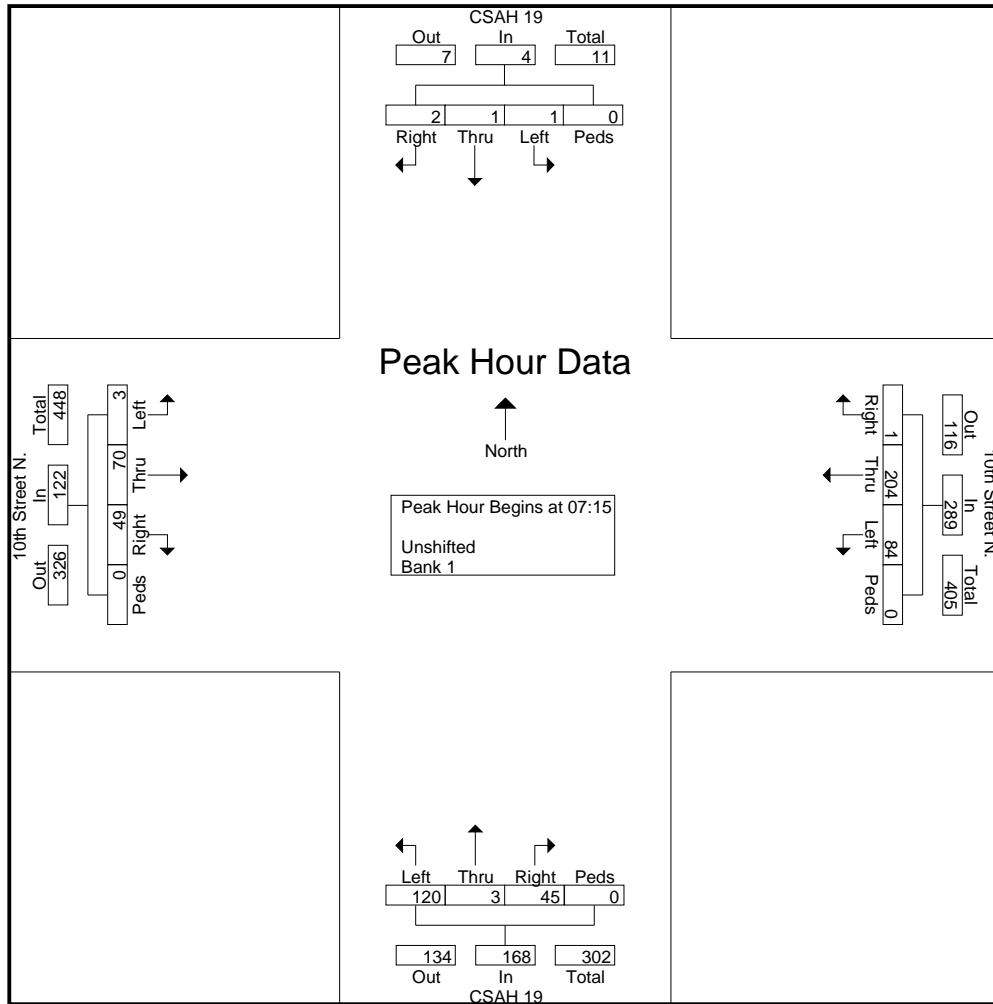 CSAH 19
Out In Total
7 4 11
2 1 1 0
Right Thru Left Peds
Peak Hour Data
North
Peak Hour Begins at 07:15
Unshifted
Bank 1
10th Street N.
Total In Out
448 122 326
3 70 49 0
Left Thru Right Peds
10th Street N.
Out In Total
116 289 405
1 204 84 0
Right Thru Left Peds
Left Thru Right Peds
120 3 45 0
134 168 302
Out In Total
CSAH 19